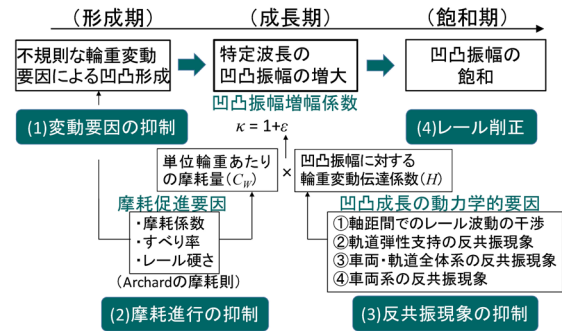 (形成期)
(成長期)
(飽和期)
不規則な輪重変動
要因による凹凸形成
特定波長の
凹凸振幅の増大
凹凸振幅の
飽和
凹凸振幅増幅係数
(1)変動要因の抑制
κ = 1+ε
(4)レール削正
単位輪重あたり
の摩耗量(CW)
×
凹凸振幅に対する
輪重変動伝達係数(H)
摩耗促進要因
凹凸成長の動力学的要因
・摩耗係数
・すべり率
・レール硬さ
(Archardの摩耗則)
①軸距間でのレール波動の干渉
②軌道弾性支持の反共振現象
③車両・軌道全体系の反共振現象
④車両系の反共振現象
(2)摩耗進行の抑制
(3)反共振現象の抑制